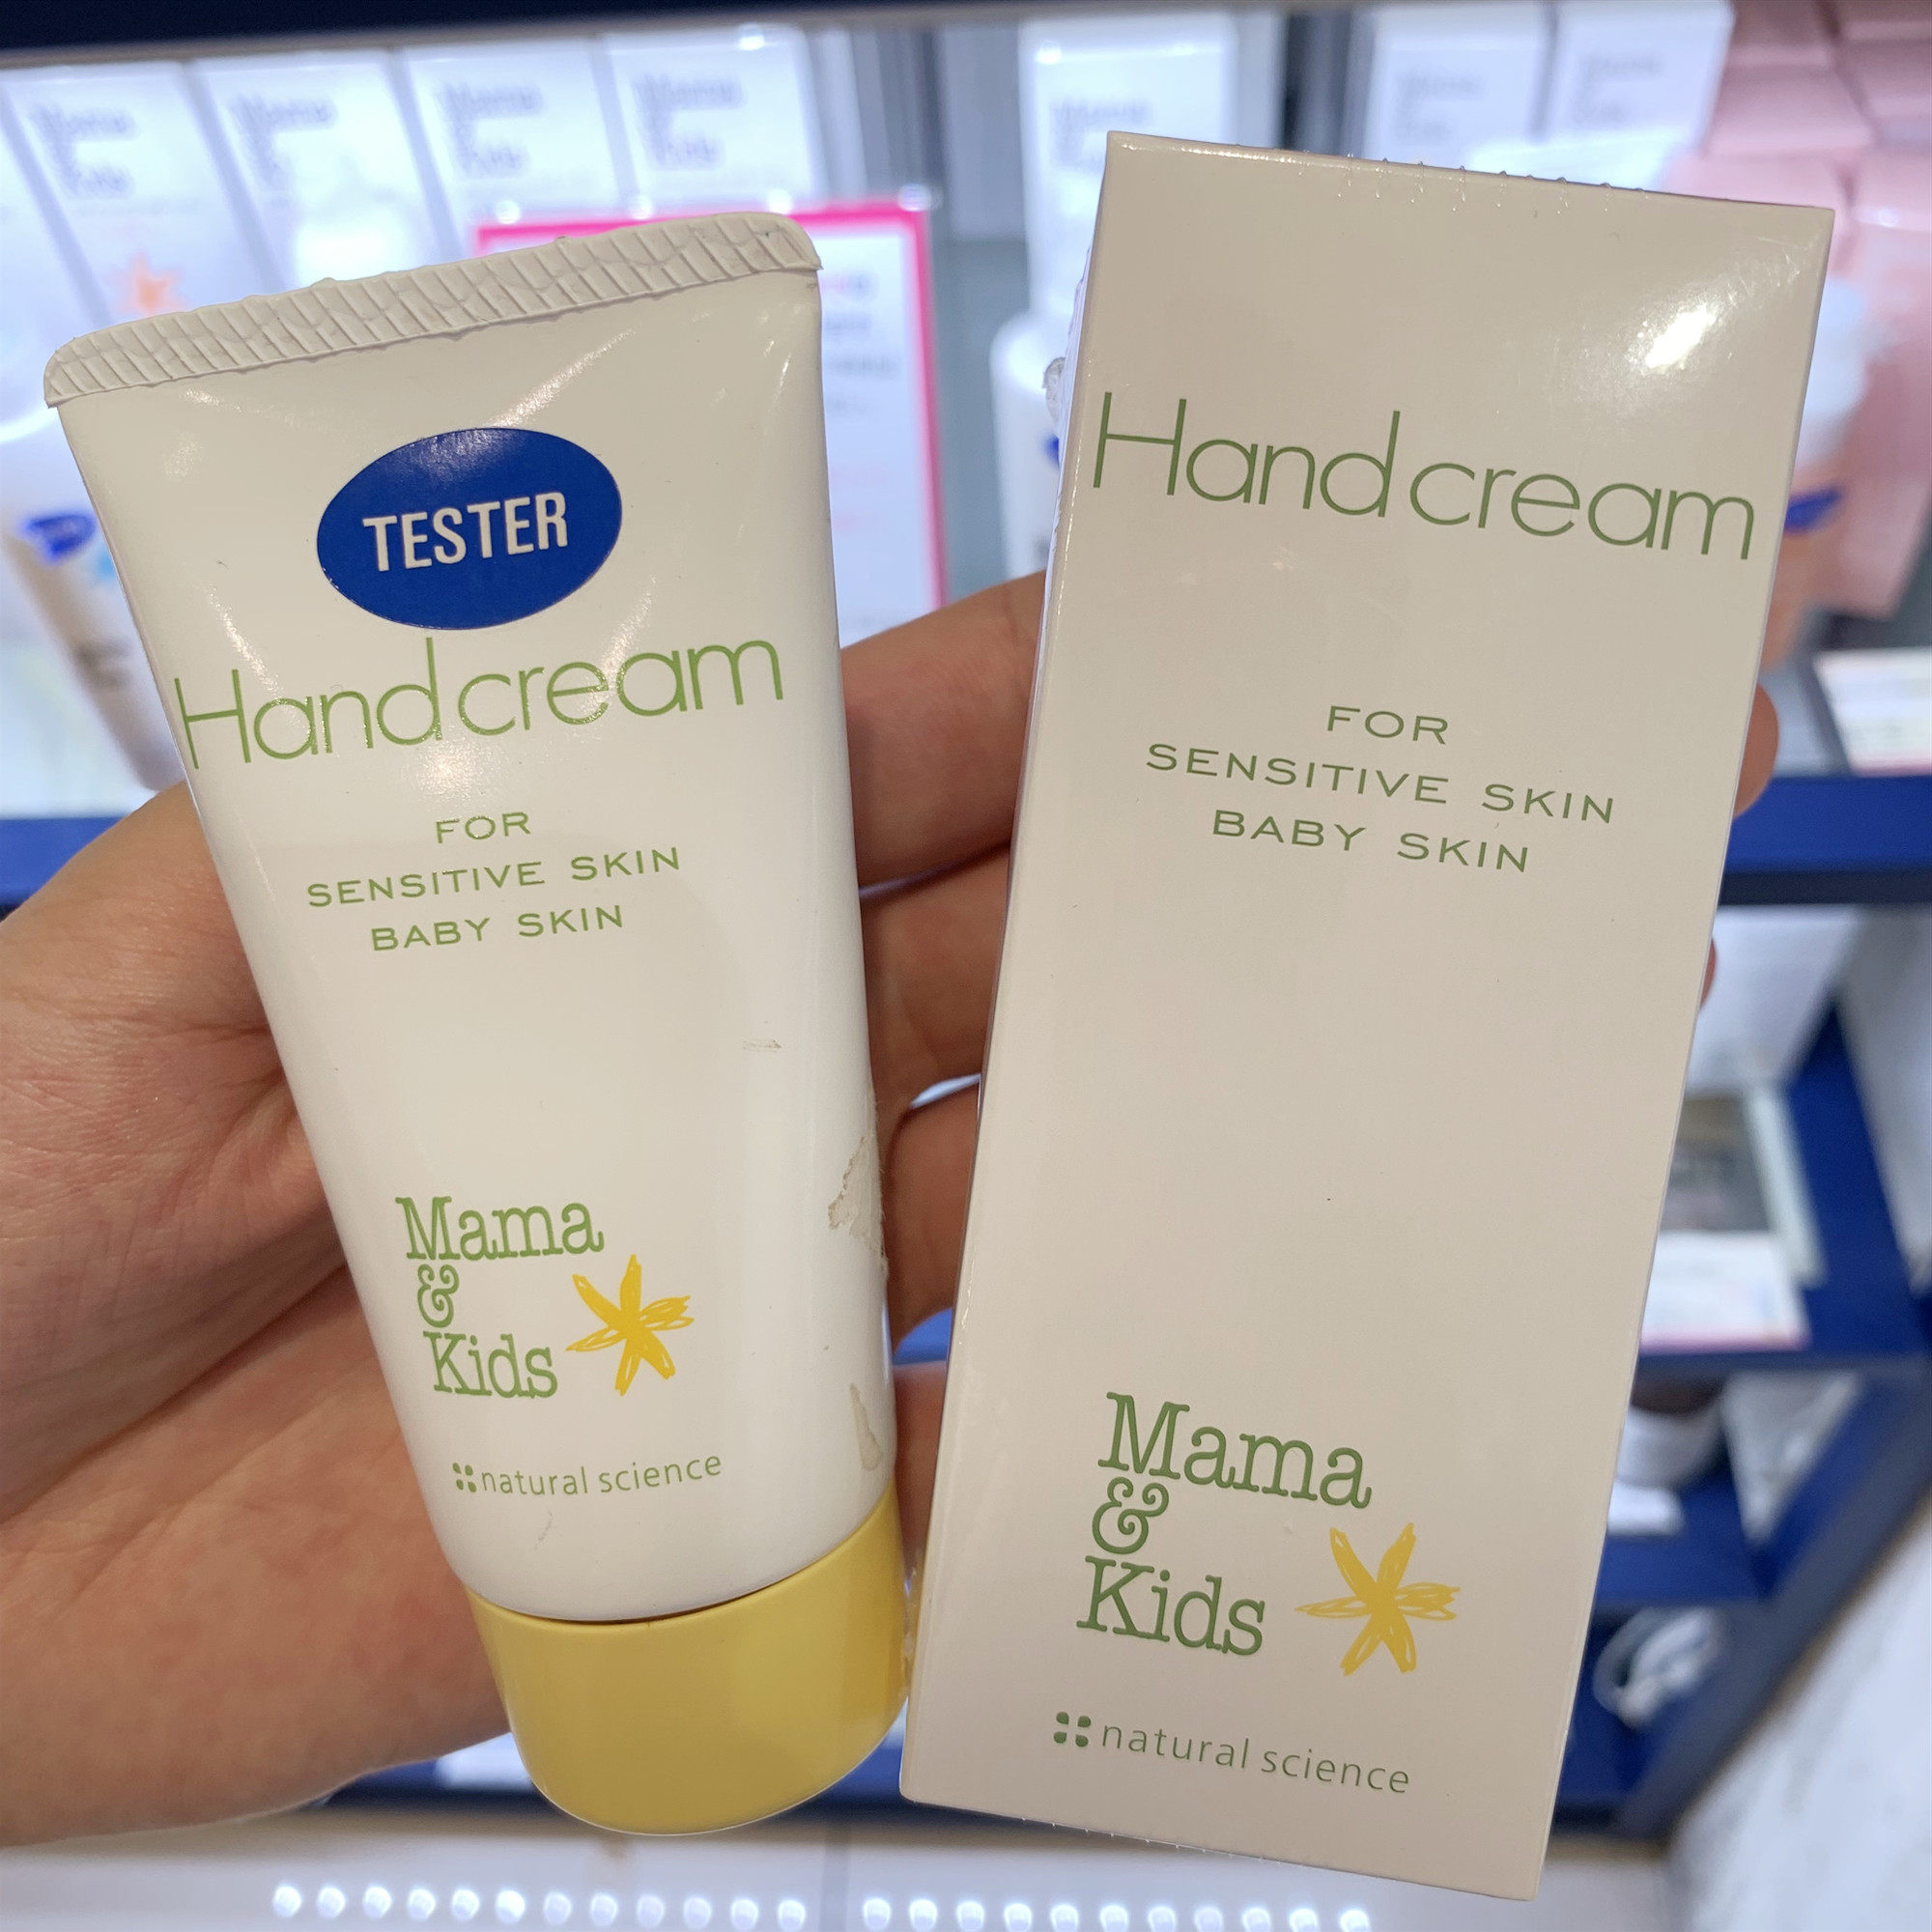 TESTER
Hand cream
FOR
SENSITIVE SKIN
BABY SKIN
Mama
&
Kids
natural science
Hand cream
FOR
SENSITIVE SKIN
BABY SKIN
Mama
&
Kids
natural science